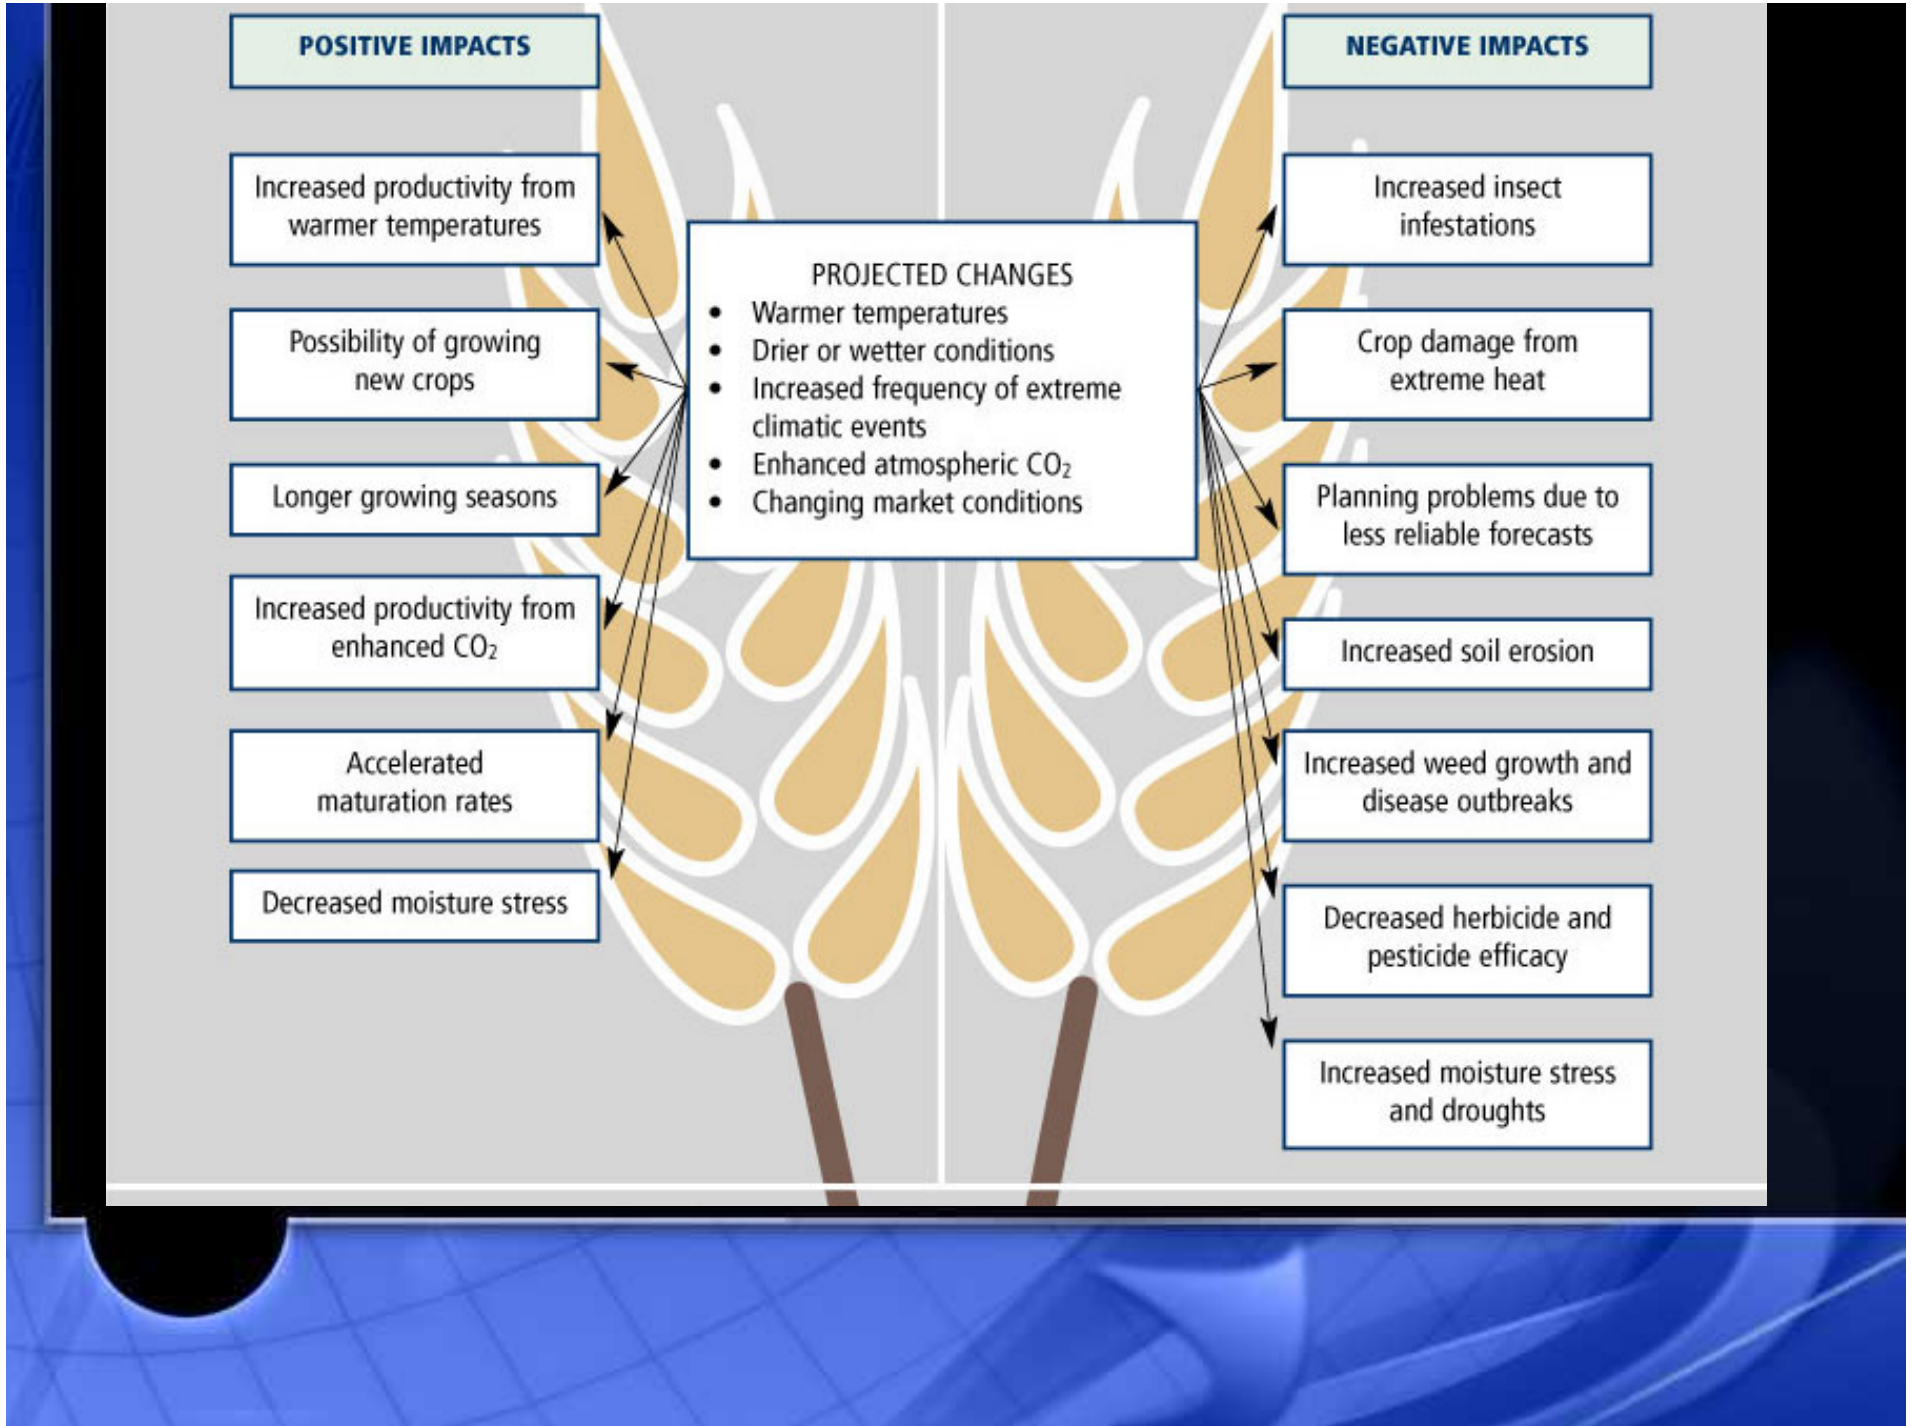 POSITIVE IMPACTS
Increased productivity from
warmer temperatures
Possibility of growing
new crops
Longer growing seasons
Increased productivity from
enhanced CO₂
Accelerated
maturation rates
Decreased moisture stress
PROJECTED CHANGES
• Warmer temperatures
• Drier or wetter conditions
• Increased frequency of extreme
climatic events
• Enhanced atmospheric CO₂
• Changing market conditions
NEGATIVE IMPACTS
Increased insect
infestations
Crop damage from
extreme heat
Planning problems due to
less reliable forecasts
Increased soil erosion
Increased weed growth and
disease outbreaks
Decreased herbicide and
pesticide efficacy
Increased moisture stress
and droughts